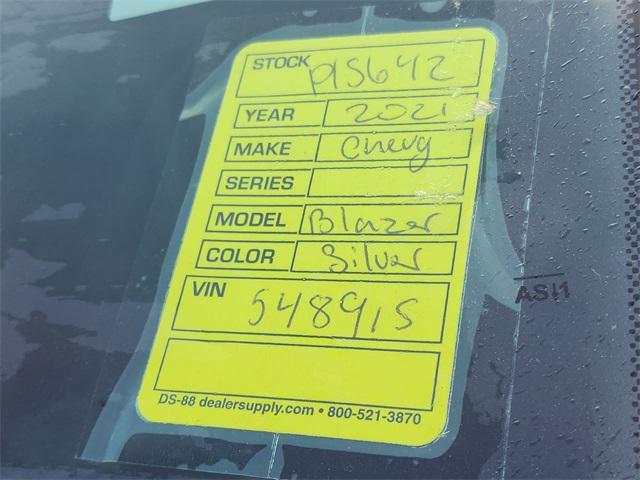 STOCK P15642
YEAR 2021
MAKE Chevy
SERIES
MODEL Blazer
COLOR Silver
VIN 548915
DS-88 dealersupply.com • 800-521-3870
AS1